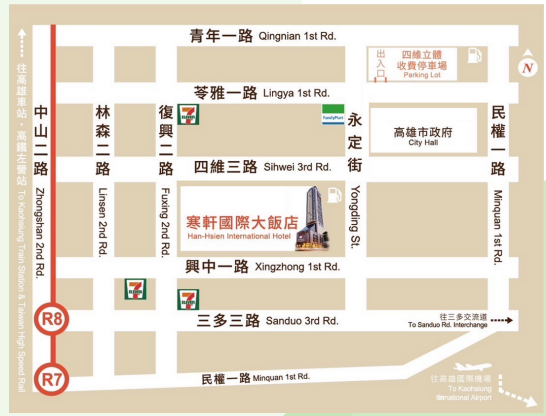 青年一路 Qingnian 1st Rd.
出入口
四維立體
收費停車場
Parking Lot
N
往高雄車站・高鐵左營站 To Kaohsiung Train Station & Taiwan High Speed Rail
中山二路 Zhongshan 2nd Rd.
林森二路 Linsen 2nd Rd.
復興二路 Fuxing 2nd Rd.
苓雅一路 Lingya 1st Rd.
7
ELEVEn
FamilyMart
永定街 Yongding St.
高雄市政府
City Hall
民權一路 Minquan 1st Rd.
四維三路 Sihwei 3rd Rd.
寒軒國際大飯店
Han-Hsien International Hotel
興中一路 Xingzhong 1st Rd.
7
ELEVEn
7
ELEVEn
R8
三多三路 Sanduo 3rd Rd.
往三多交流道
To Sanduo Rd. Interchange
R7
民權一路 Minquan 1st Rd.
往高雄國際機場
To Kaohsiung
International Airport